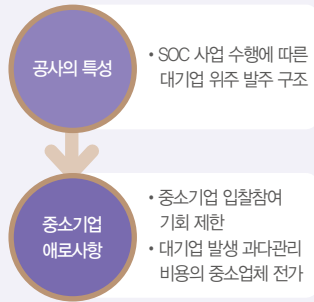 공사의 특성
• SOC 사업 수행에 따른
대기업 위주 발주 구조
중소기업
애로사항
• 중소기업 입찰참여
기회 제한
• 대기업 발생 과다관리
비용의 중소업체 전가